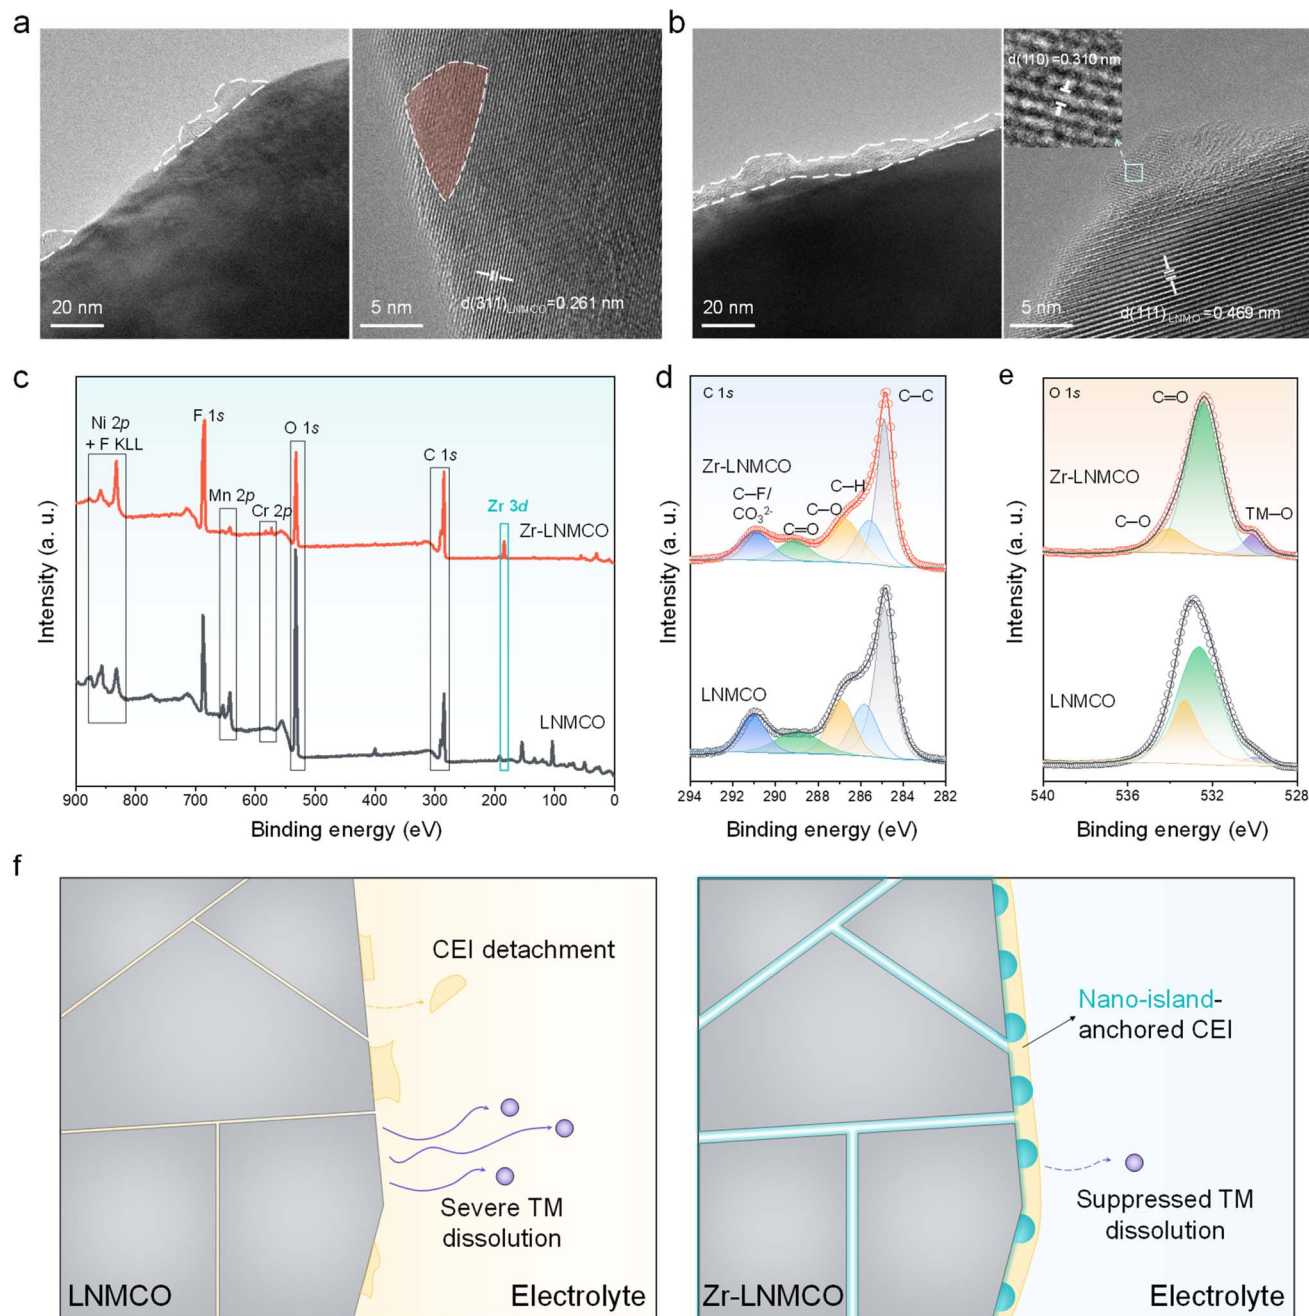 a
20 nm
5 nm
d(311)LNMCO=0.261 nm
b
20 nm
d(110)=0.310 nm
5 nm
d(111)LNMO=0.469 nm
c
Intensity (a. u.)
Ni 2p
+ F KLL
F 1s
Mn 2p
Cr 2p
O 1s
C 1s
Zr 3d
Zr-LNMCO
LNMCO
900 800 700 600 500 400 300 200 100 0
Binding energy (eV)
d
Intensity (a. u.)
C 1s
C—C
Zr-LNMCO
C—H
C—F/
CO₃²⁻
C—O
C=O
LNMCO
294 292 290 288 286 284 282
Binding energy (eV)
e
Intensity (a. u.)
O 1s
C=O
Zr-LNMCO
C—O
TM—O
LNMCO
540 536 532 528
Binding energy (eV)
f
CEI detachment
Severe TM
dissolution
LNMCO
Electrolyte
Nano-island-
anchored CEI
Suppressed TM
dissolution
Zr-LNMCO
Electrolyte